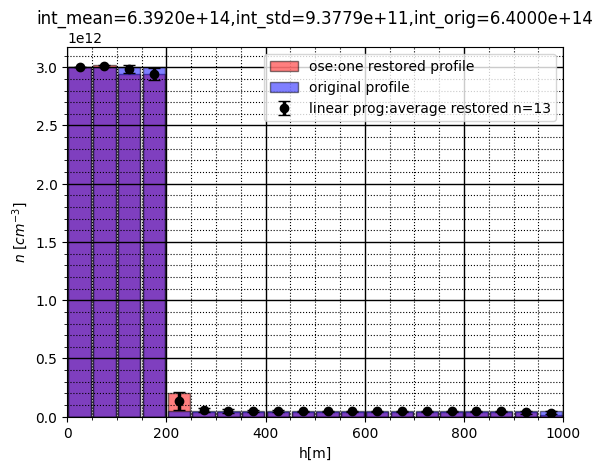 int_mean=6.3920e+14,int_std=9.3779e+11,int_orig=6.4000e+14
1e12
ose:one restored profile
original profile
linear prog:average restored n=13
3.0
2.5
2.0
1.5
1.0
0.5
0.0
n [cm⁻³]
0 200 400 600 800 1000
h[m]